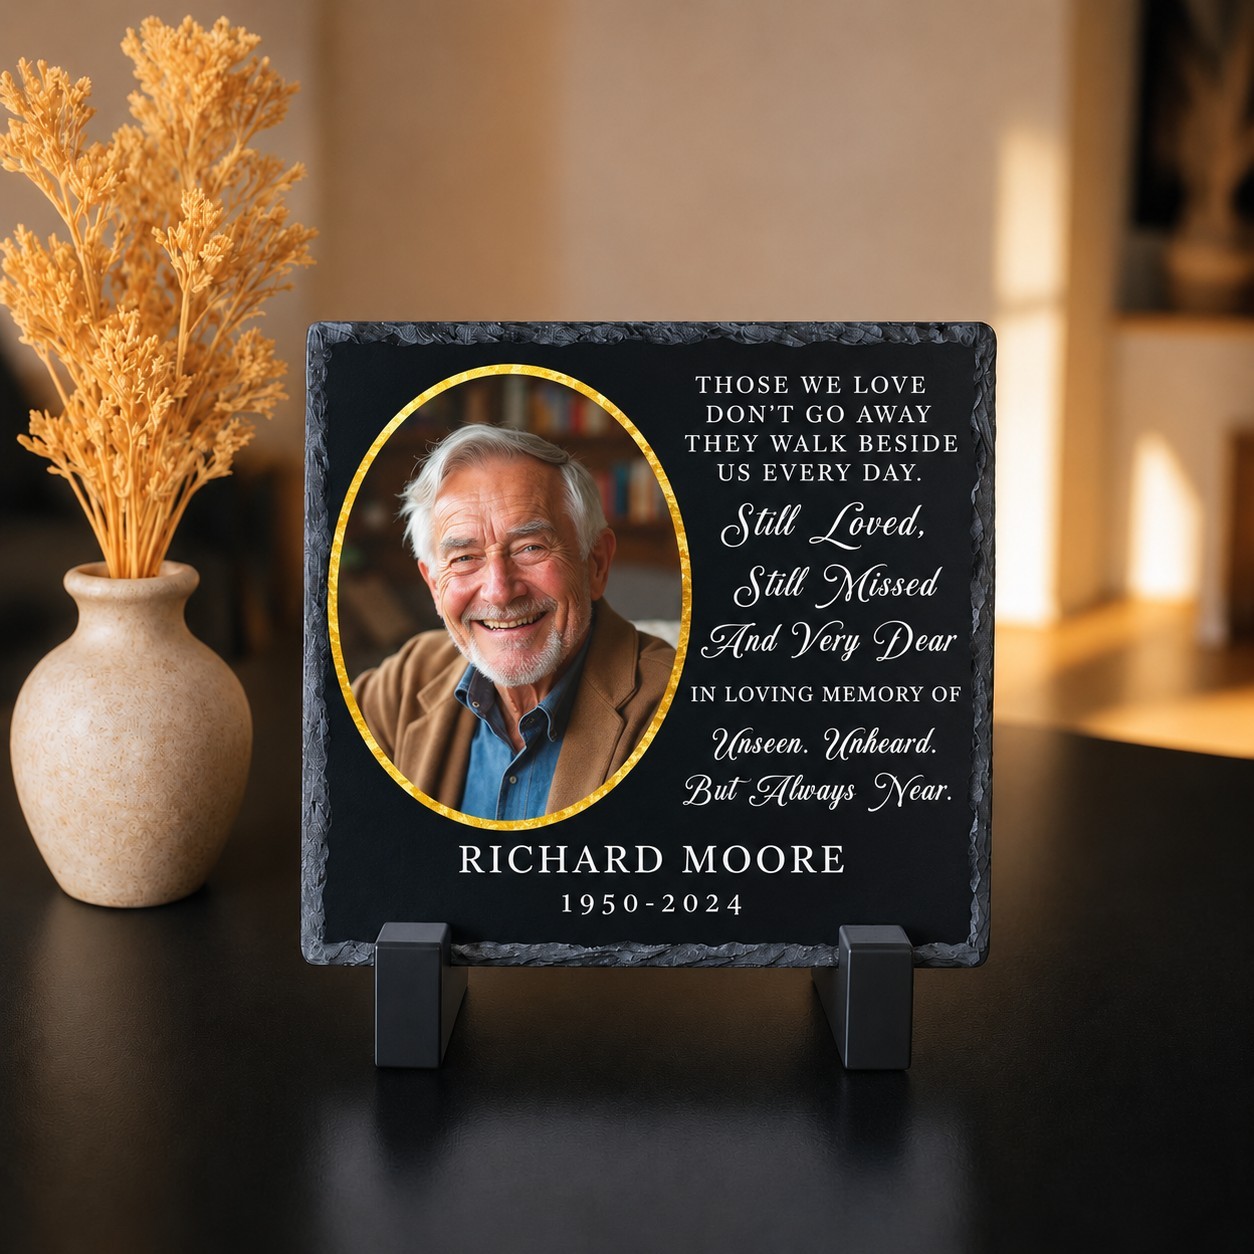 THOSE WE LOVE
DON'T GO AWAY
THEY WALK BESIDE
US EVERY DAY.
Still Loved,
Still Missed
And Very Dear
IN LOVING MEMORY OF
Unseen. Unheard.
But Always Near.
RICHARD MOORE
1950-2024